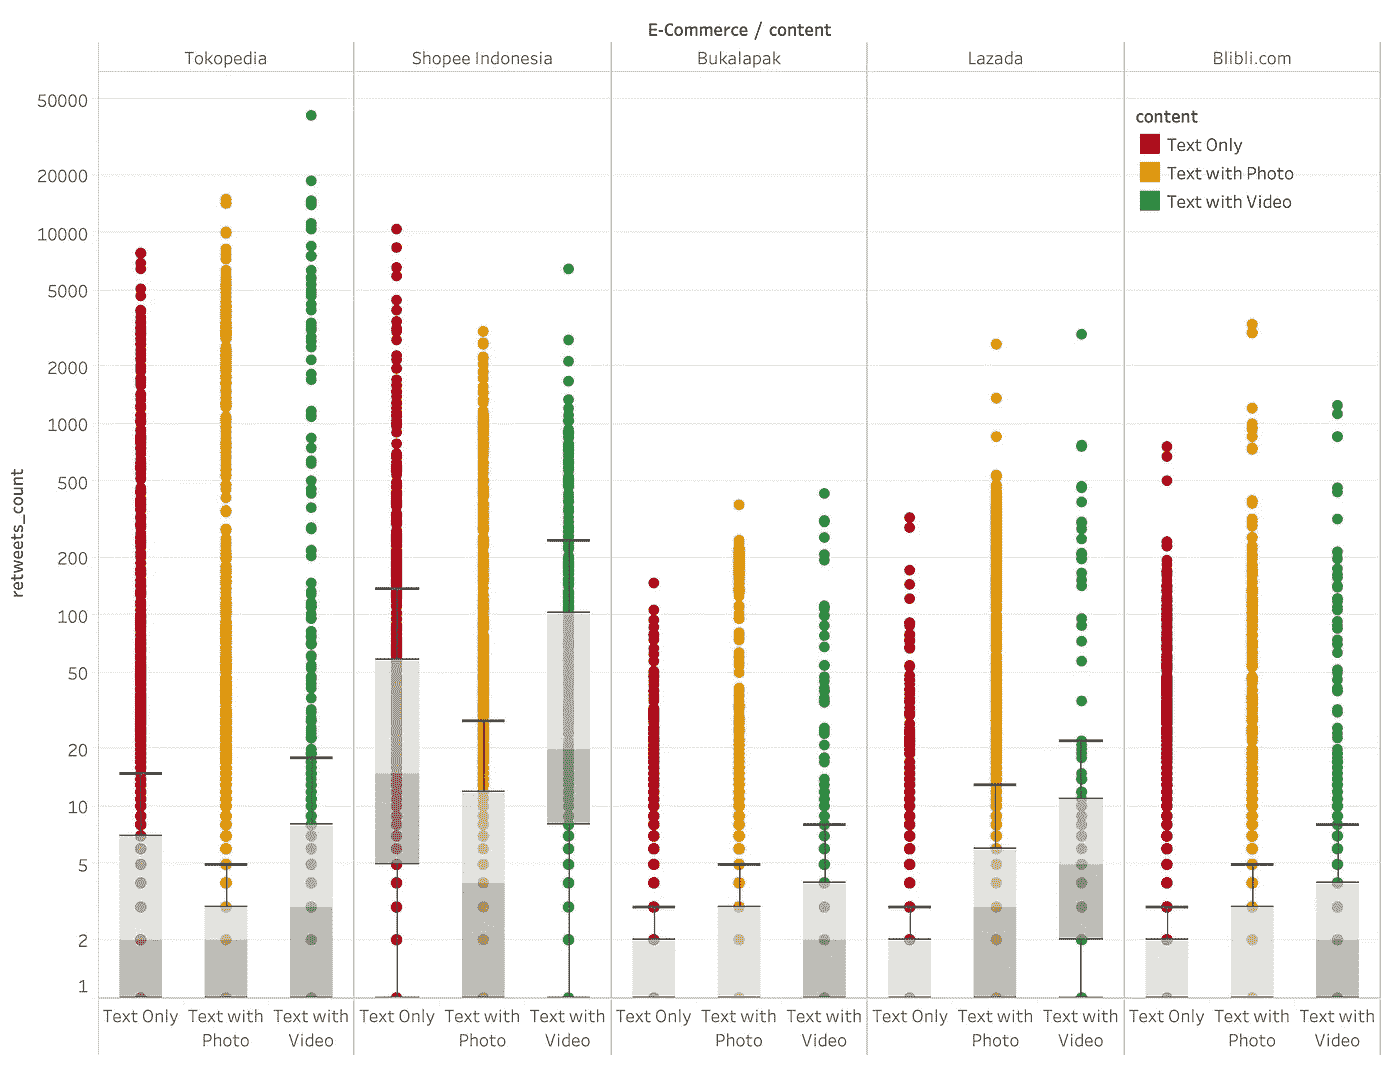 E-Commerce / content
Tokopedia Shopee Indonesia Bukalapak Lazada Blibli.com
content
Text Only
Text with Photo
Text with Video
retweets_count
50000
20000
10000
5000
2000
1000
500
200
100
50
20
10
5
2
1
Text Only Text with Text with Text Only Text with Text with Text Only Text with Text with Text Only Text with Text with Text Only Text with Text with
Photo Video Photo Video Photo Video Photo Video Photo Video